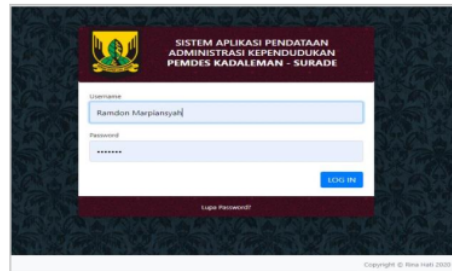 SISTEM APLIKASI PENDATAAN
ADMINISTRASI KEPENDUDUKAN
PEMDES KADALEMAN - SURADE
Username
Ramdon Marpiansyah
Password
•••••••
LOG IN
Lupa Password?
Copyright © Rina Hati 2020